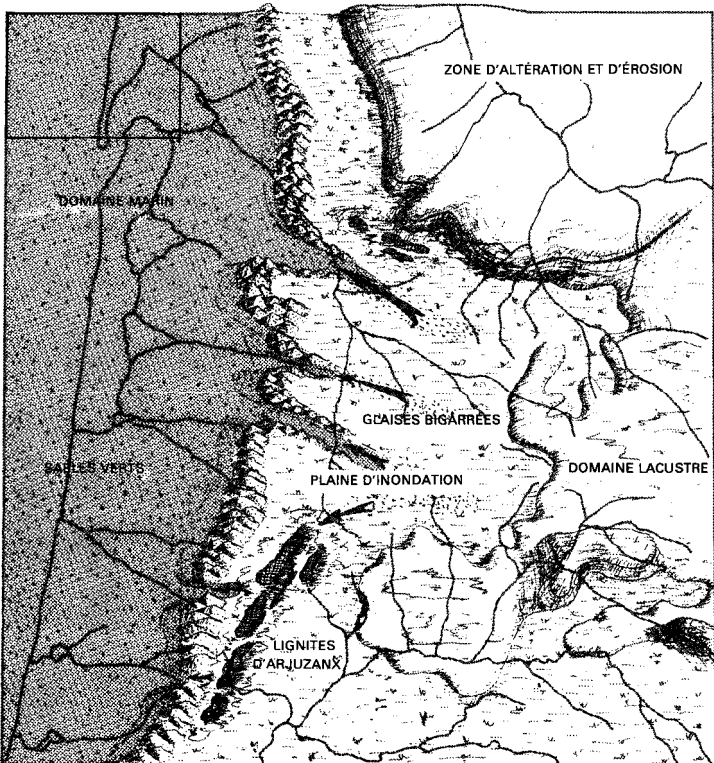 ZONE D'ALTÉRATION ET D'ÉROSION
DOMAINE MARIN
GLAISES BIGARRÉES
SABLES VERTS
PLAINE D'INONDATION
DOMAINE LACUSTRE
LIGNITES
D'ARJUZANX